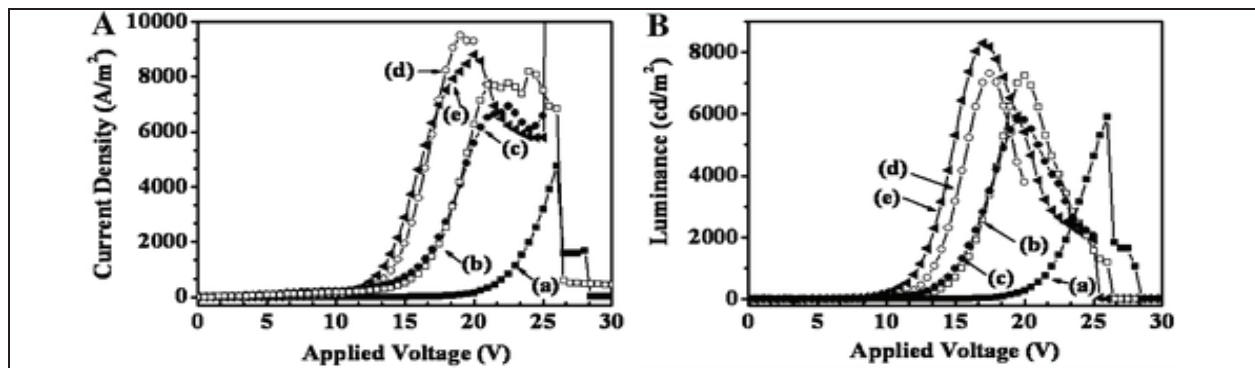 A
Current Density (A/m²)
10000
8000
6000
4000
2000
0
(d)
(e)
(c)
(b)
(a)
0 5 10 15 20 25 30
Applied Voltage (V)
B
Luminance (cd/m²)
8000
6000
4000
2000
0
(d)
(e)
(b)
(c)
(a)
0 5 10 15 20 25 30
Applied Voltage (V)